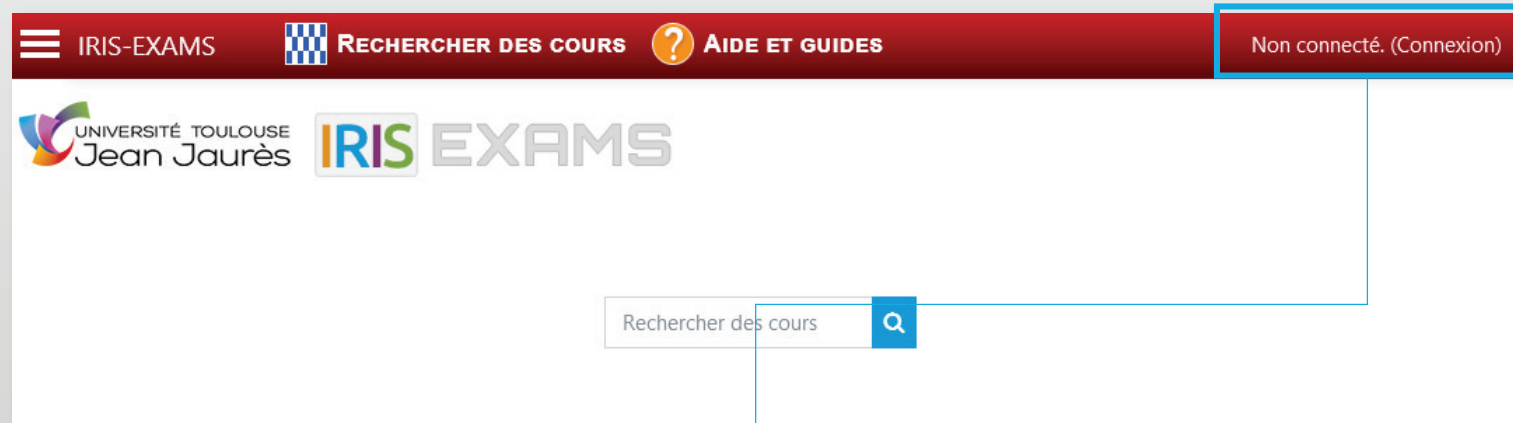 IRIS-EXAMS RECHERCHER DES COURS ? AIDE ET GUIDES Non connecté. (Connexion)
UNIVERSITÉ TOULOUSE
Jean Jaurès
IRIS EXAMS
Rechercher des cours